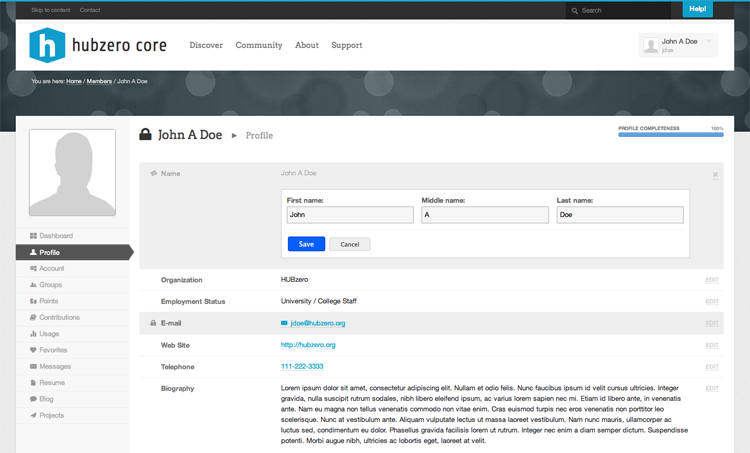 Skip to content Contact Search Help!
hubzero core Discover Community About Support John A Doe
jdoe
You are here: Home / Members / John A Doe
John A Doe ▸ Profile PROFILE COMPLETENESS 100%
Name John A Doe
First name: Middle name: Last name:
John A Doe
Save Cancel
Dashboard
Profile
Account
Groups
Points
Contributions
Usage
Favorites
Messages
Resume
Blog
Projects
Organization HUBzero EDIT
Employment Status University / College Staff EDIT
E-mail jdoe@hubzero.org EDIT
Web Site http://hubzero.org EDIT
Telephone 111-222-3333 EDIT
Biography Lorem ipsum dolor sit amet, consectetur adipiscing elit. Nullam et odio felis. Nunc faucibus ipsum id velit cursus ultricies. Integer EDIT
gravida, nulla suscipit rutrum sodales, nibh libero eleifend ipsum, ac varius lorem sapien nec mi. Etiam id libero ante, in venenatis
ante. Nam eu magna non tellus venenatis commodo non vitae enim. Cras euismod turpis nec eros venenatis non porttitor leo
scelerisque. Nunc at vestibulum ante. Aliquam vulputate lectus ut massa laoreet vestibulum. Nam nunc mauris, ullamcorper ac
luctus sed, condimentum eu dolor. Phasellus gravida facilisis lorem ut rutrum. Integer nec enim a diam semper dictum. Suspendisse
potenti. Morbi augue nibh, ultricies ac lobortis eget, laoreet at velit.